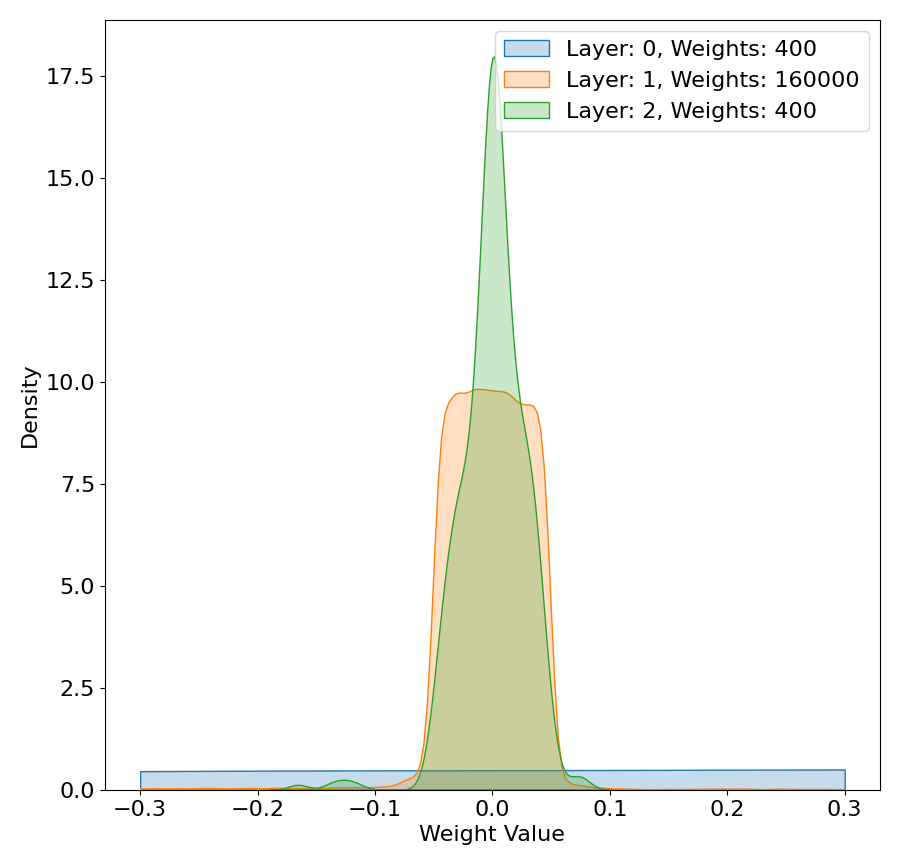 Layer: 0, Weights: 400
Layer: 1, Weights: 160000
Layer: 2, Weights: 400
17.5
15.0
12.5
10.0
7.5
5.0
2.5
0.0
Density
−0.3 −0.2 −0.1 0.0 0.1 0.2 0.3
Weight Value